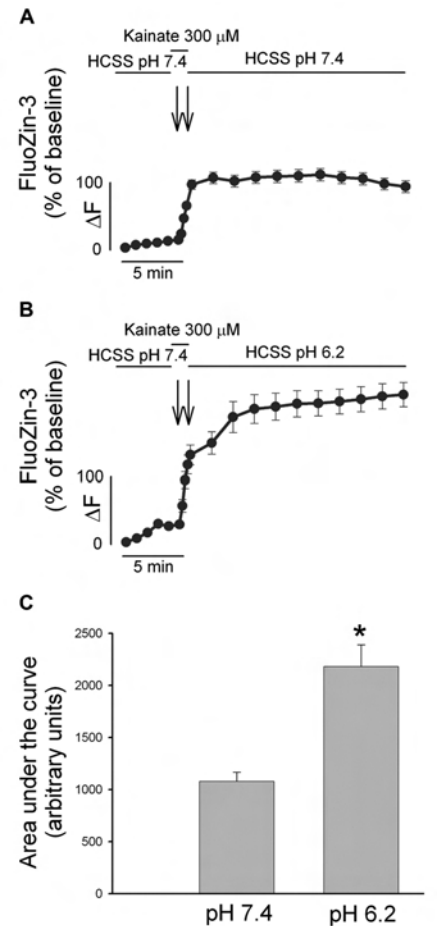 A
Kainate 300 μM
HCSS pH 7.4
HCSS pH 7.4
FluoZin-3
(% of baseline)
ΔF
100
0
5 min
B
Kainate 300 μM
HCSS pH 7.4
HCSS pH 6.2
FluoZin-3
(% of baseline)
ΔF
100
0
5 min
C
Area under the curve
(arbitrary units)
2500
2000
1500
1000
500
0
*
pH 7.4
pH 6.2